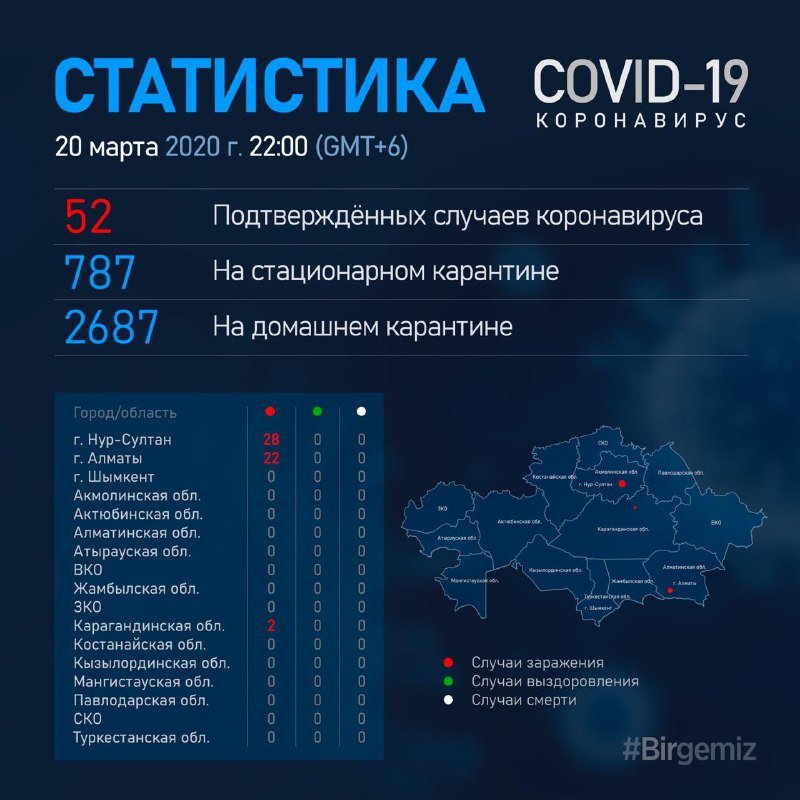 СТАТИСТИКА
COVID-19
КОРОНАВИРУС
20 марта 2020 г. 22:00 (GMT+6)
52 Подтверждённых случаев коронавируса
787 На стационарном карантине
2687 На домашнем карантине
Город/область
г. Нур-Султан 28 0 0
г. Алматы 22 0 0
г. Шымкент 0 0 0
Акмолинская обл. 0 0 0
Актюбинская обл. 0 0 0
Алматинская обл. 0 0 0
Атырауская обл. 0 0 0
ВКО 0 0 0
Жамбылская обл. 0 0 0
ЗКО 0 0 0
Карагандинская обл. 2 0 0
Костанайская обл. 0 0 0
Кызылординская обл. 0 0 0
Мангистауская обл. 0 0 0
Павлодарская обл. 0 0 0
СКО 0 0 0
Туркестанская обл. 0 0 0
СКО
Акмолинская обл.
Костанайская обл.
Павлодарская обл.
г. Нур-Султан
ЗКО
Актюбинская обл.
Карагандинская обл.
ВКО
Атырауская обл.
Кызылординская обл.
Алматинская обл.
Мангистауская обл.
Жамбылская обл.
г. Алматы
Туркестанская обл.
г. Шымкент
Случаи заражения
Случаи выздоровления
Случаи смерти
#Birgemiz